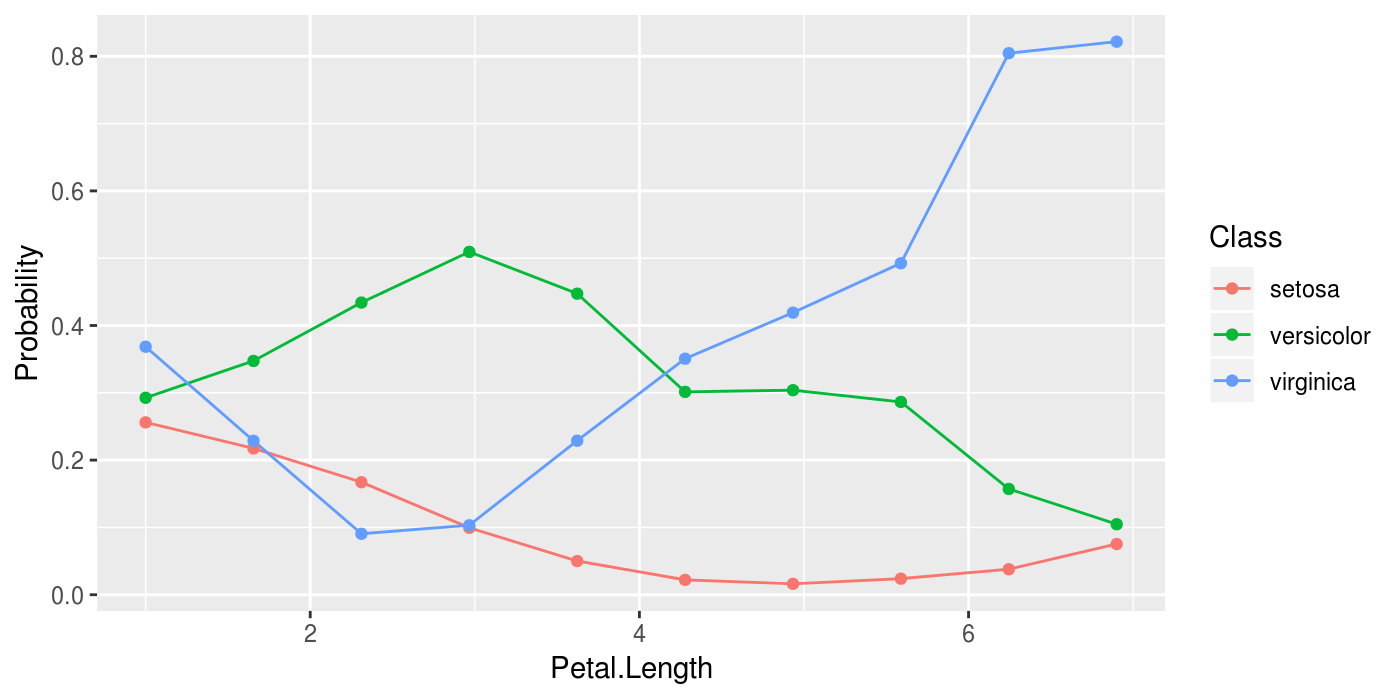 0.8
0.6
0.4
0.2
0.0
Probability
2 4 6
Petal.Length
Class
setosa
versicolor
virginica